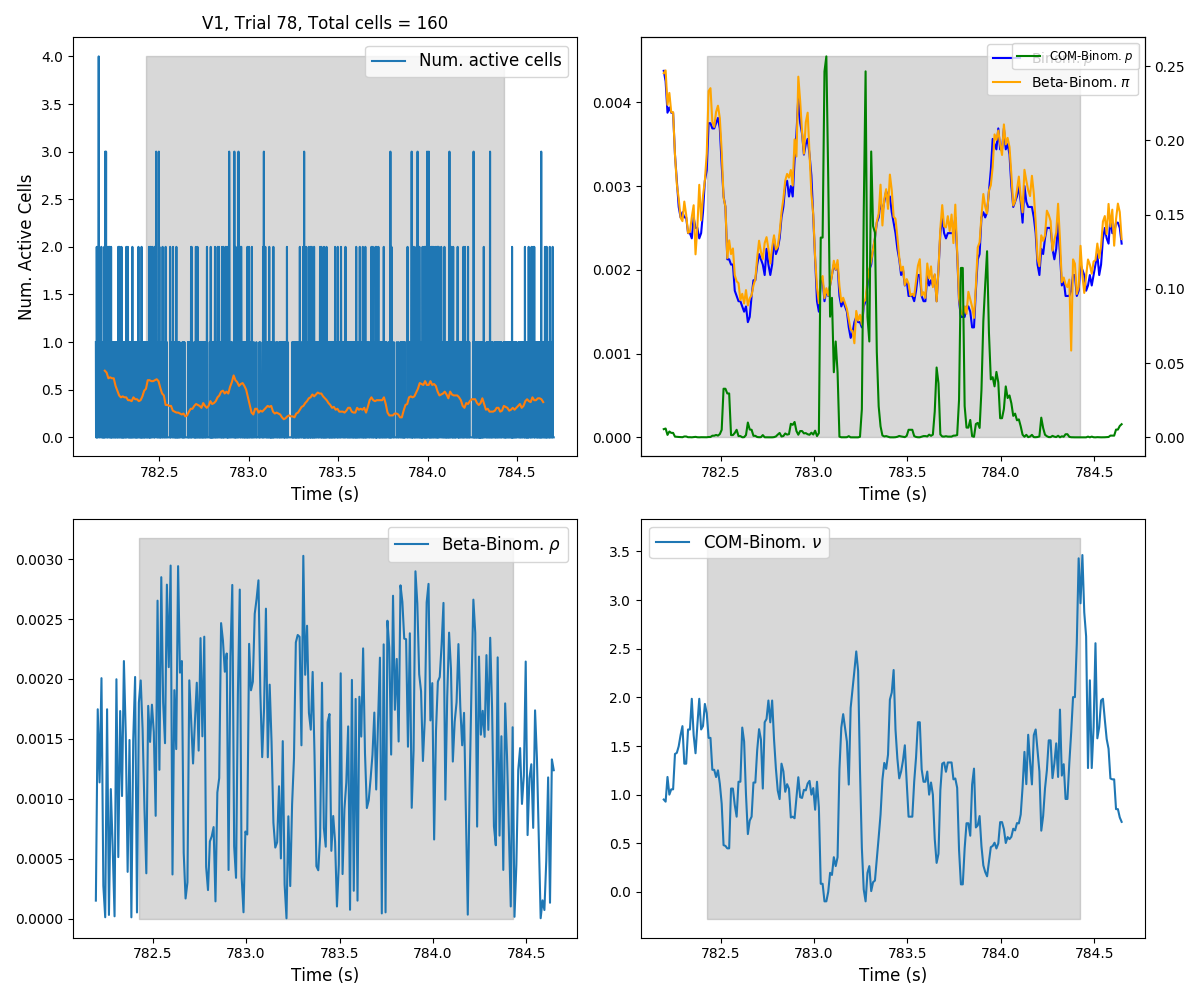 V1, Trial 78, Total cells = 160
Num. active cells
Num. Active Cells
4.0
3.5
3.0
2.5
2.0
1.5
1.0
0.5
0.0
782.5 783.0 783.5 784.0 784.5
Time (s)
COM-Binom. p
Beta-Binom. π
0.004
0.003
0.002
0.001
0.000
0.25
0.20
0.15
0.10
0.05
0.00
782.5 783.0 783.5 784.0 784.5
Time (s)
Beta-Binom. ρ
0.0030
0.0025
0.0020
0.0015
0.0010
0.0005
0.0000
782.5 783.0 783.5 784.0 784.5
Time (s)
COM-Binom. ν
3.5
3.0
2.5
2.0
1.5
1.0
0.5
0.0
782.5 783.0 783.5 784.0 784.5
Time (s)